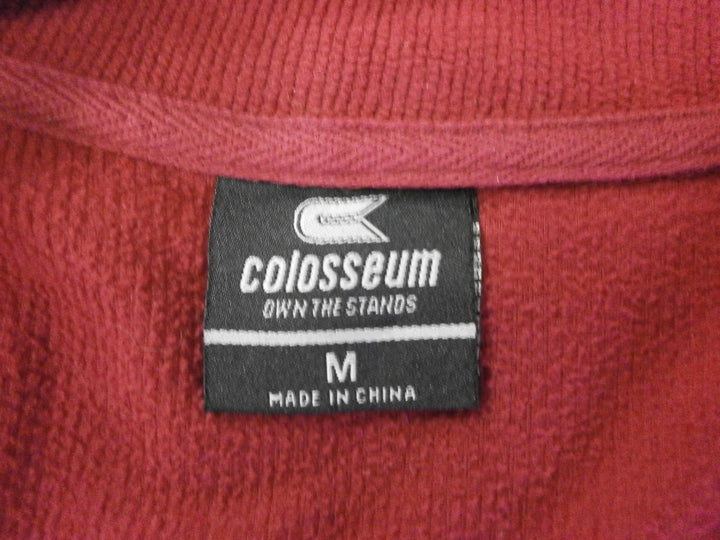 colosseum
OWN THE STANDS
M
MADE IN CHINA